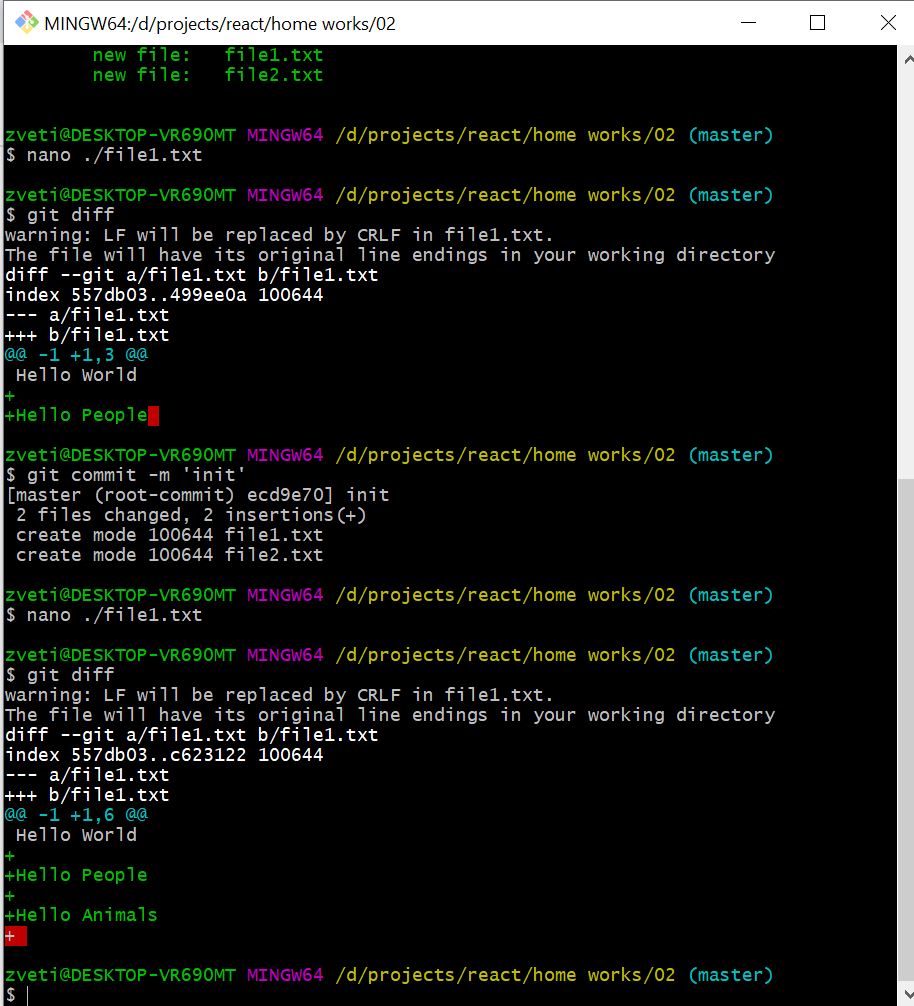 MINGW64:/d/projects/react/home works/02
new file:   file1.txt
new file:   file2.txt
zveti@DESKTOP-VR690MT MINGW64 /d/projects/react/home works/02 (master)
$ nano ./file1.txt
zveti@DESKTOP-VR690MT MINGW64 /d/projects/react/home works/02 (master)
$ git diff
warning: LF will be replaced by CRLF in file1.txt.
The file will have its original line endings in your working directory
diff --git a/file1.txt b/file1.txt
index 557db03..499ee0a 100644
--- a/file1.txt
+++ b/file1.txt
@@ -1 +1,3 @@
 Hello World
+
+Hello People
zveti@DESKTOP-VR690MT MINGW64 /d/projects/react/home works/02 (master)
$ git commit -m 'init'
[master (root-commit) ecd9e70] init
 2 files changed, 2 insertions(+)
 create mode 100644 file1.txt
 create mode 100644 file2.txt
zveti@DESKTOP-VR690MT MINGW64 /d/projects/react/home works/02 (master)
$ nano ./file1.txt
zveti@DESKTOP-VR690MT MINGW64 /d/projects/react/home works/02 (master)
$ git diff
warning: LF will be replaced by CRLF in file1.txt.
The file will have its original line endings in your working directory
diff --git a/file1.txt b/file1.txt
index 557db03..c623122 100644
--- a/file1.txt
+++ b/file1.txt
@@ -1 +1,6 @@
 Hello World
+
+Hello People
+
+Hello Animals
+
zveti@DESKTOP-VR690MT MINGW64 /d/projects/react/home works/02 (master)
$